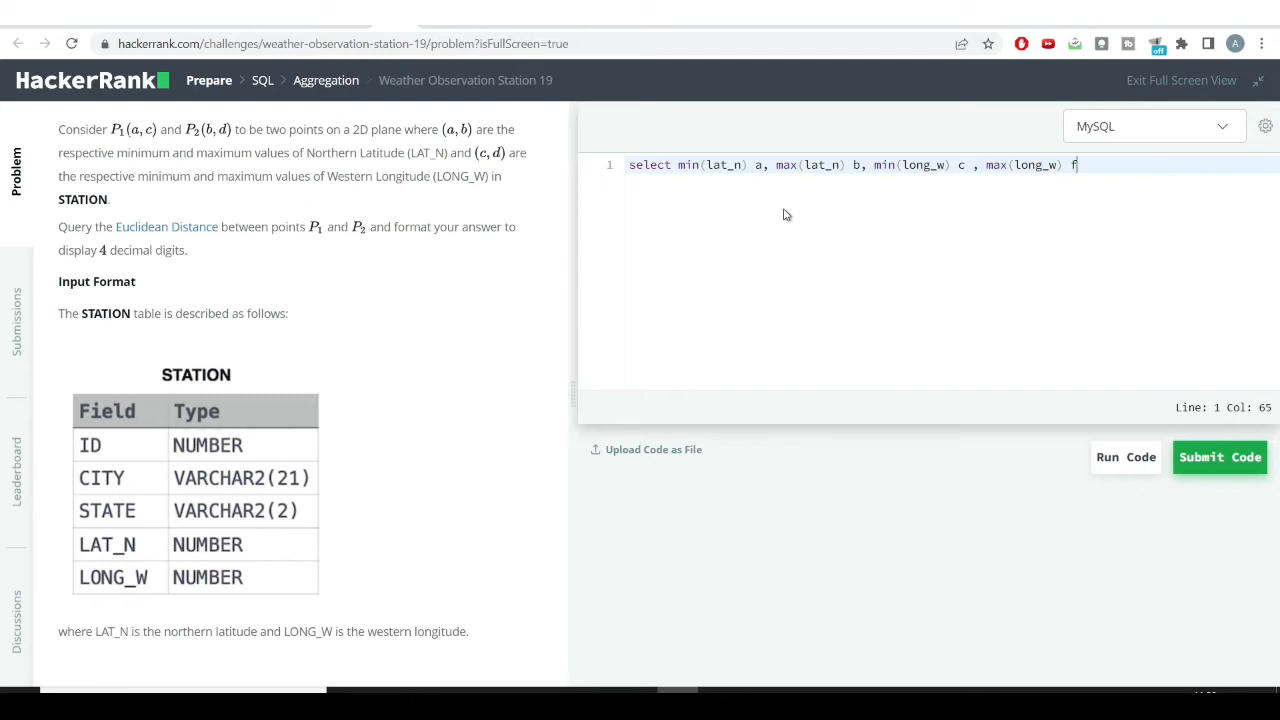 hackerrank.com/challenges/weather-observation-station-19/problem?isFullScreen=true
off
A
HackerRank
Prepare > SQL > Aggregation > Weather Observation Station 19
Exit Full Screen View
Problem
Submissions
Leaderboard
Discussions
Consider P1(a, c) and P2(b, d) to be two points on a 2D plane where (a, b) are the
respective minimum and maximum values of Northern Latitude (LAT_N) and (c, d) are
the respective minimum and maximum values of Western Longitude (LONG_W) in
STATION.
Query the Euclidean Distance between points P1 and P2 and format your answer to
display 4 decimal digits.
Input Format
The STATION table is described as follows:
STATION
Field Type
ID NUMBER
CITY VARCHAR2(21)
STATE VARCHAR2(2)
LAT_N NUMBER
LONG_W NUMBER
where LAT_N is the northern latitude and LONG_W is the western longitude.
MySQL
1 select min(lat_n) a, max(lat_n) b, min(long_w) c , max(long_w) f
Line: 1 Col: 65
Upload Code as File
Run Code
Submit Code